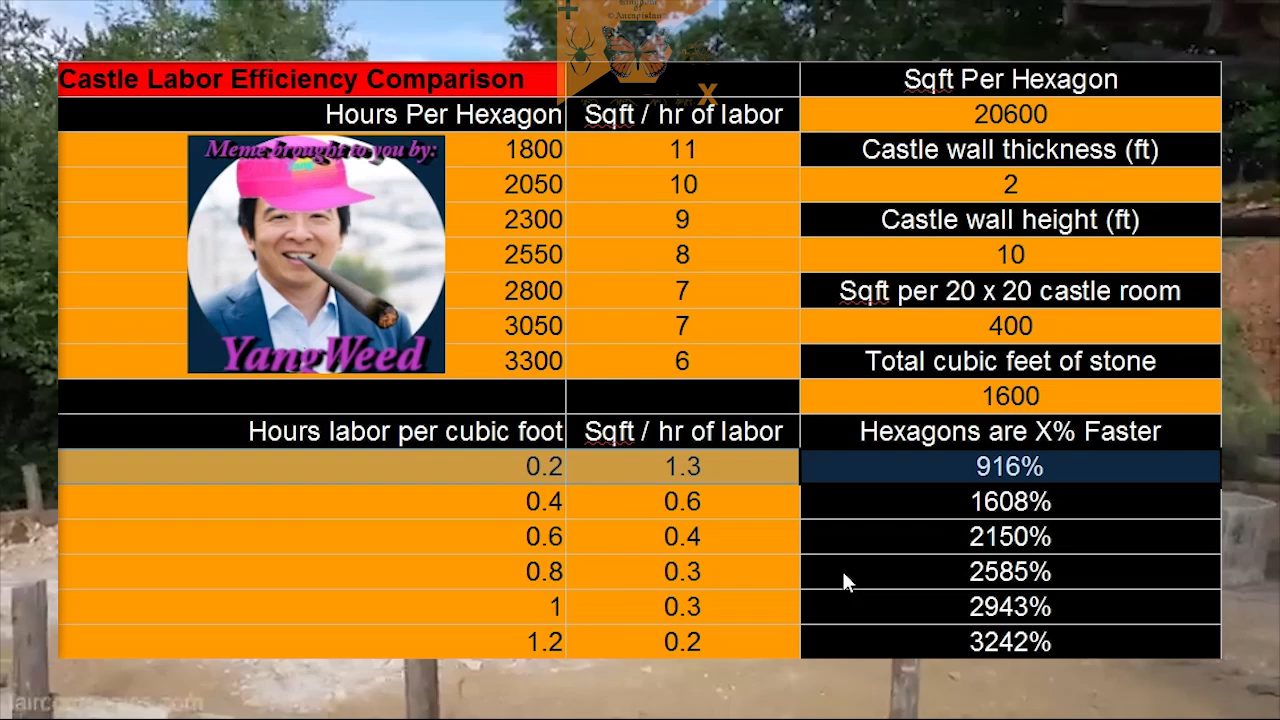 Kingdom
of
©Ancapistan
X
Castle Labor Efficiency Comparison
Sqft Per Hexagon
Hours Per Hexagon Sqft / hr of labor 20600
Meme brought to you by:
1800 11 Castle wall thickness (ft)
2050 10 2
2300 9 Castle wall height (ft)
2550 8 10
2800 7 Sqft per 20 x 20 castle room
3050 7 400
YangWeed
3300 6 Total cubic feet of stone
1600
Hours labor per cubic foot Sqft / hr of labor Hexagons are X% Faster
0.2 1.3 916%
0.4 0.6 1608%
0.6 0.4 2150%
0.8 0.3 2585%
1 0.3 2943%
1.2 0.2 3242%